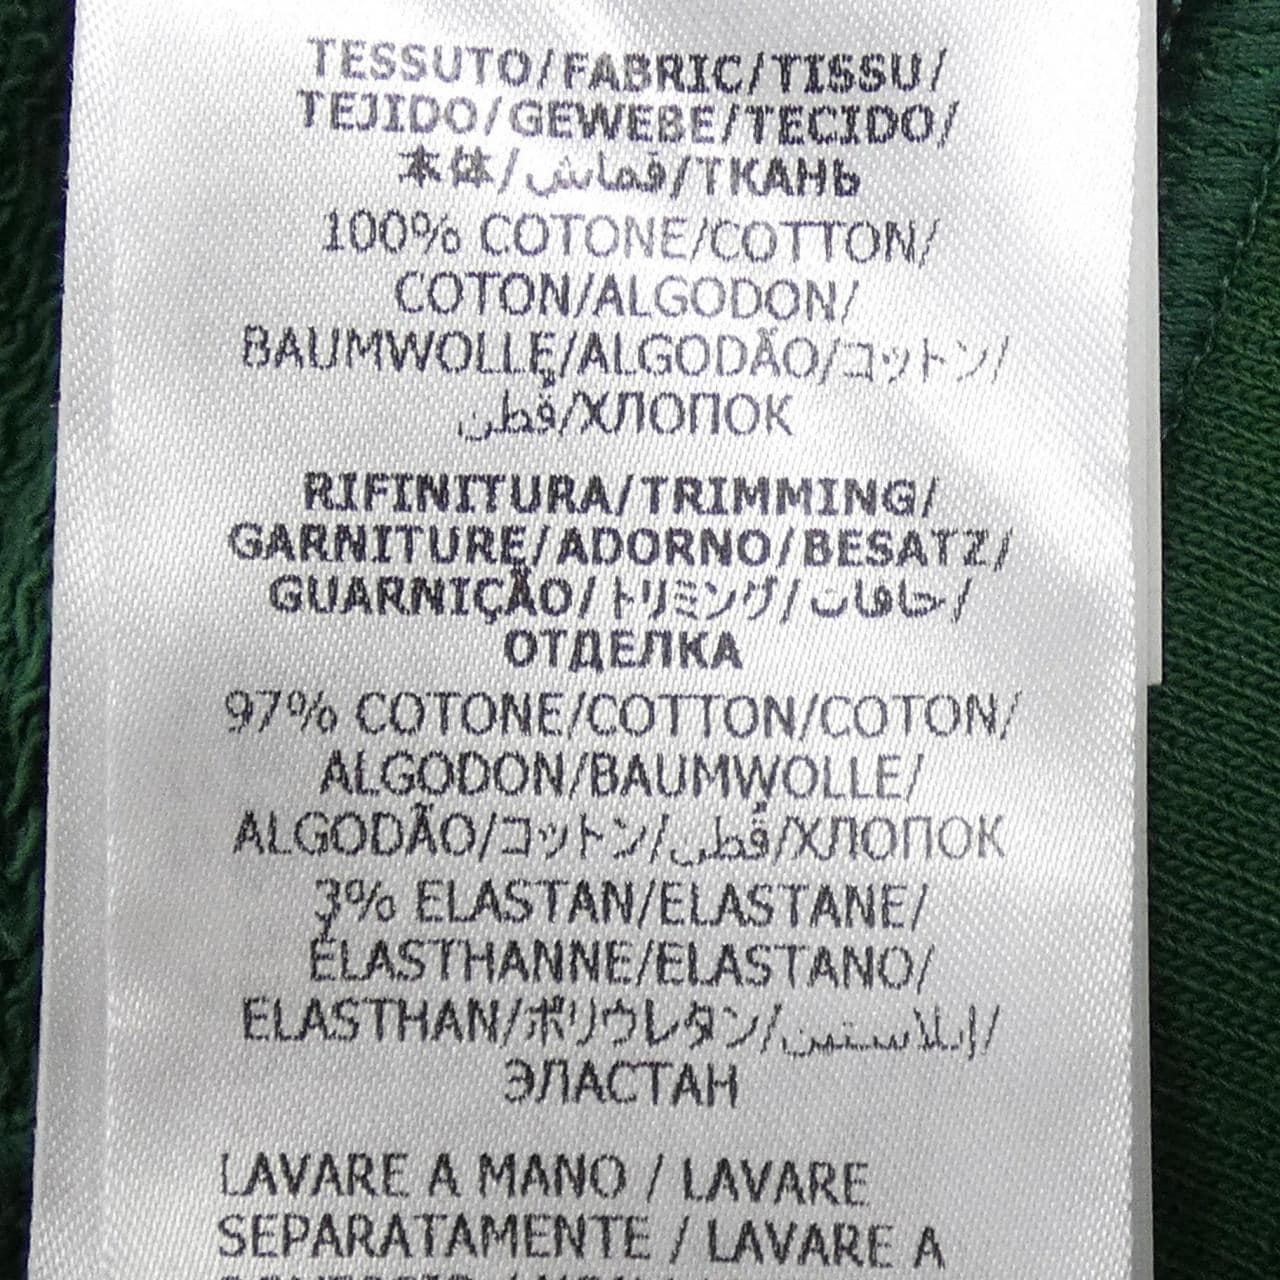 TESSUTO/FABRIC/TISSU/
TEJIDO/GEWEBE/TECIDO/
本体/قماش/ТКАНЬ
100% COTONE/COTTON/
COTON/ALGODON/
BAUMWOLLE/ALGODÃO/コットン/
قُطن/ХЛОПОК
RIFINITURA/TRIMMING/
GARNITURE/ADORNO/BESATZ/
GUARNIÇÃO/トリミング/حافات/
ОТДЕЛКА
97% COTONE/COTTON/COTON/
ALGODON/BAUMWOLLE/
ALGODÃO/コットン/قُطن/ХЛОПОК
3% ELASTAN/ELASTANE/
ÉLASTHANNE/ELASTANO/
ELASTHAN/ポリウレタン/إيلاستين/
ЭЛАСТАН
LAVARE A MANO / LAVARE
SEPARATAMENTE / LAVARE A